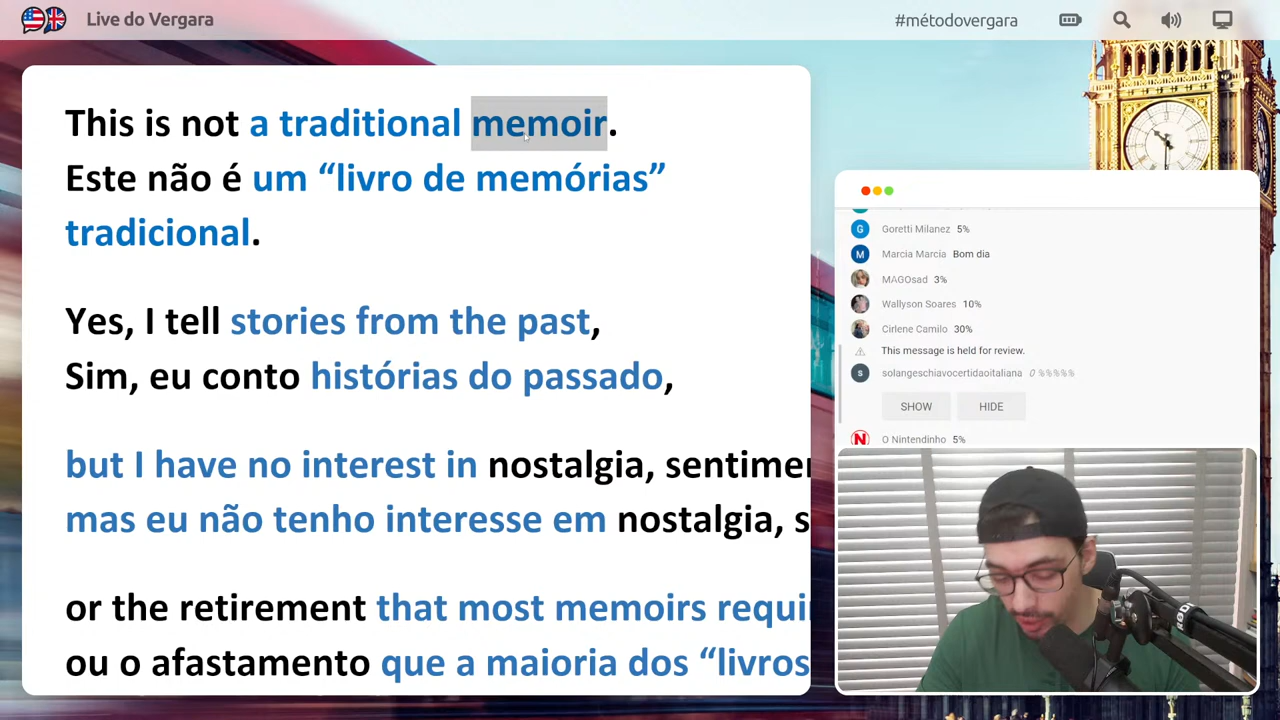 Live do Vergara
#métodovergara
This is not a traditional memoir.
Este não é um “livro de memórias”
tradicional.
Yes, I tell stories from the past,
Sim, eu conto histórias do passado,
but I have no interest in nostalgia,
mas eu não tenho interesse em nostalgia, s
or the retirement that most memoirs
ou o afastamento que a maioria dos “livros
G Goretti Milanez 5%
M Marcia Marcia Bom dia
MAGOsad 3%
Wallyson Soares 10%
Cirlene Camilo 30%
This message is held for review.
s solangeschiavocertidaoitaliana 0 %%%%%
SHOW HIDE
N O Nintendinho 5%